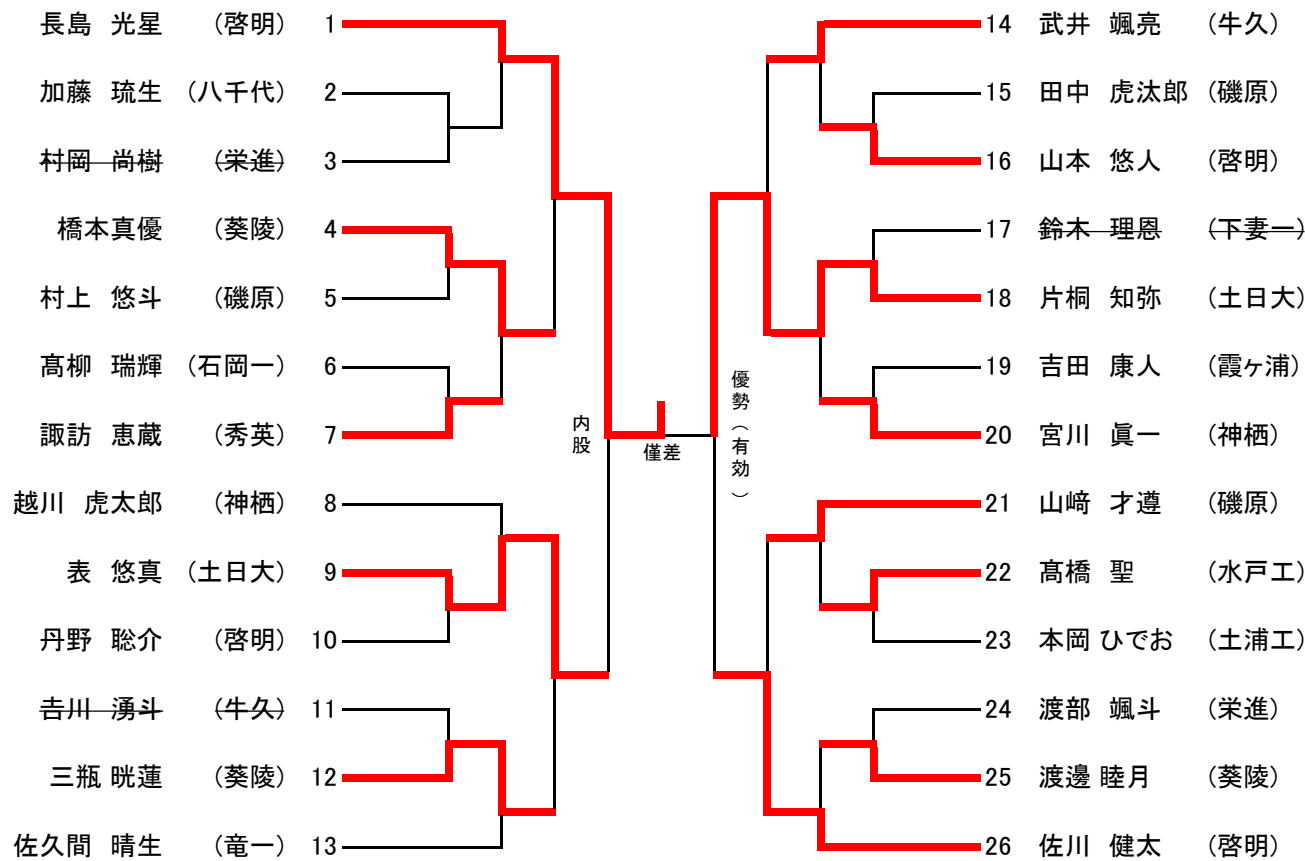 長島 光星 （啓明） 1
加藤 琉生 （八千代） 2
村岡 尚樹 （栄進） 3
橋本真優 （葵陵） 4
村上 悠斗 （磯原） 5
髙柳 瑞輝 （石岡一） 6
諏訪 恵蔵 （秀英） 7
越川 虎太郎 （神栖） 8
表 悠真 （土日大） 9
丹野 聡介 （啓明） 10
𠮷川 湧斗 （牛久） 11
三瓶 晄蓮 （葵陵） 12
佐久間 晴生 （竜一） 13
内股
僅差
優勢（有効）
14 武井 颯亮 （牛久）
15 田中 虎汰郎 （磯原）
16 山本 悠人 （啓明）
17 鈴木 理恩 （下妻一）
18 片桐 知弥 （土日大）
19 吉田 康人 （霞ヶ浦）
20 宮川 眞一 （神栖）
21 山﨑 才遵 （磯原）
22 髙橋 聖 （水戸工）
23 本岡 ひでお （土浦工）
24 渡部 颯斗 （栄進）
25 渡邊 睦月 （葵陵）
26 佐川 健太 （啓明）